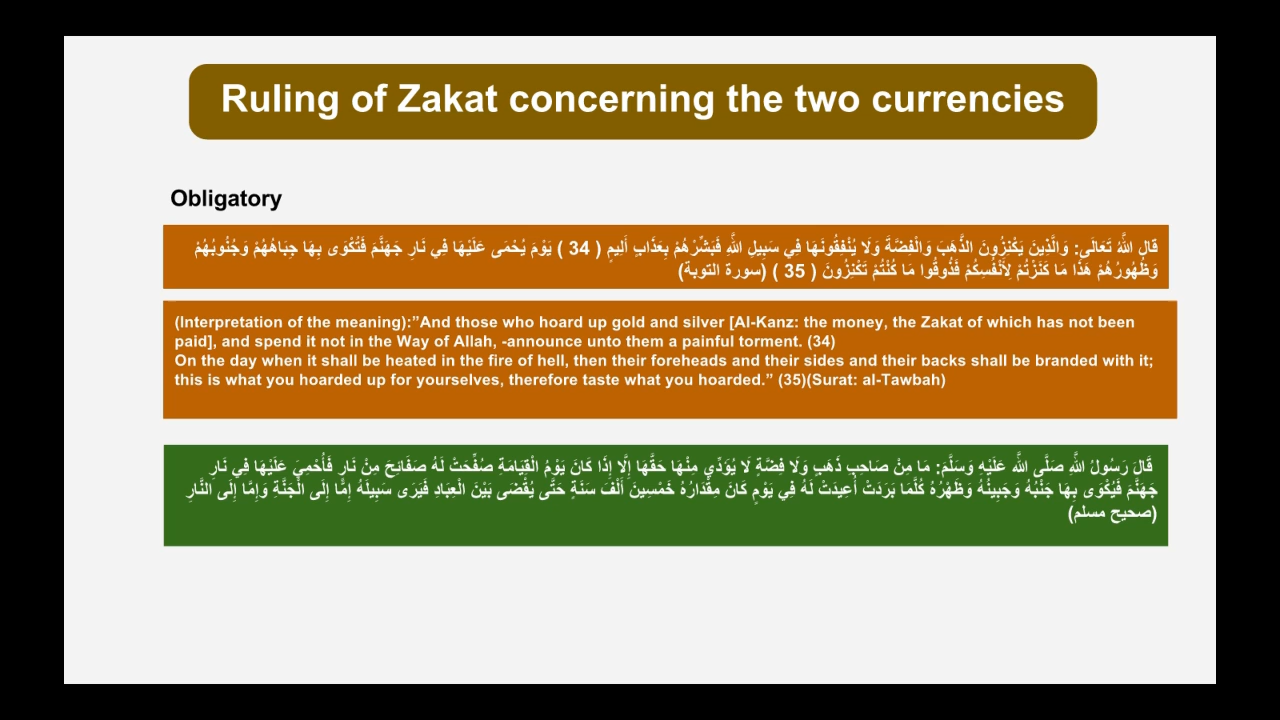 Ruling of Zakat concerning the two currencies
Obligatory
قال اللَّهُ تَعَالَى: وَالَّذِينَ يَكْنِزُونَ الذَّهَبَ وَالْفِضَّةَ وَلَا يُنْفِقُونَهَا فِي سَبِيلِ اللَّهِ فَبَشِّرْهُمْ بِعَذَابٍ أَلِيمٍ ( 34 ) يَوْمَ يُحْمَى عَلَيْهَا فِي نَارِ جَهَنَّمَ فَتُكْوَى بِهَا جِبَاهُهُمْ وَجُنُوبُهُمْ
وَظُهُورُهُمْ هَذَا مَا كَنَزْتُمْ لِأَنْفُسِكُمْ فَذُوقُوا مَا كُنْتُمْ تَكْنِزُونَ ( 35 ) (سورة التوبة)
(Interpretation of the meaning):”And those who hoard up gold and silver [Al-Kanz: the money, the Zakat of which has not been
paid], and spend it not in the Way of Allah, -announce unto them a painful torment. (34)
On the day when it shall be heated in the fire of hell, then their foreheads and their sides and their backs shall be branded with it;
this is what you hoarded up for yourselves, therefore taste what you hoarded.” (35)(Surat: al-Tawbah)
قَالَ رَسُولُ اللَّهِ صَلَّى اللَّه عَلَيْهِ وَسَلَّمَ: مَا مِنْ صَاحِبِ ذَهَبٍ وَلَا فِضَّةٍ لَا يُؤَدِّي مِنْهَا حَقَّهَا إِلَّا إِذَا كَانَ يَوْمُ الْقِيَامَةِ صُفِّحَتْ لَهُ صَفَائِحَ مِنْ نَارٍ فَأُحْمِيَ عَلَيْهَا فِي نَارِ
جَهَنَّمَ فَيُكْوَى بِهَا جَنْبُهُ وَجَبِينُهُ وَظَهْرُهُ كُلَّمَا بَرَدَتْ أُعِيدَتْ لَهُ فِي يَوْمٍ كَانَ مِقْدَارُهُ خَمْسِينَ أَلْفَ سَنَةٍ حَتَّى يُقْضَى بَيْنَ الْعِبَادِ فَيَرَى سَبِيلَهُ إِمَّا إِلَى الْجَنَّةِ وَإِمَّا إِلَى النَّارِ
(صحيح مسلم)